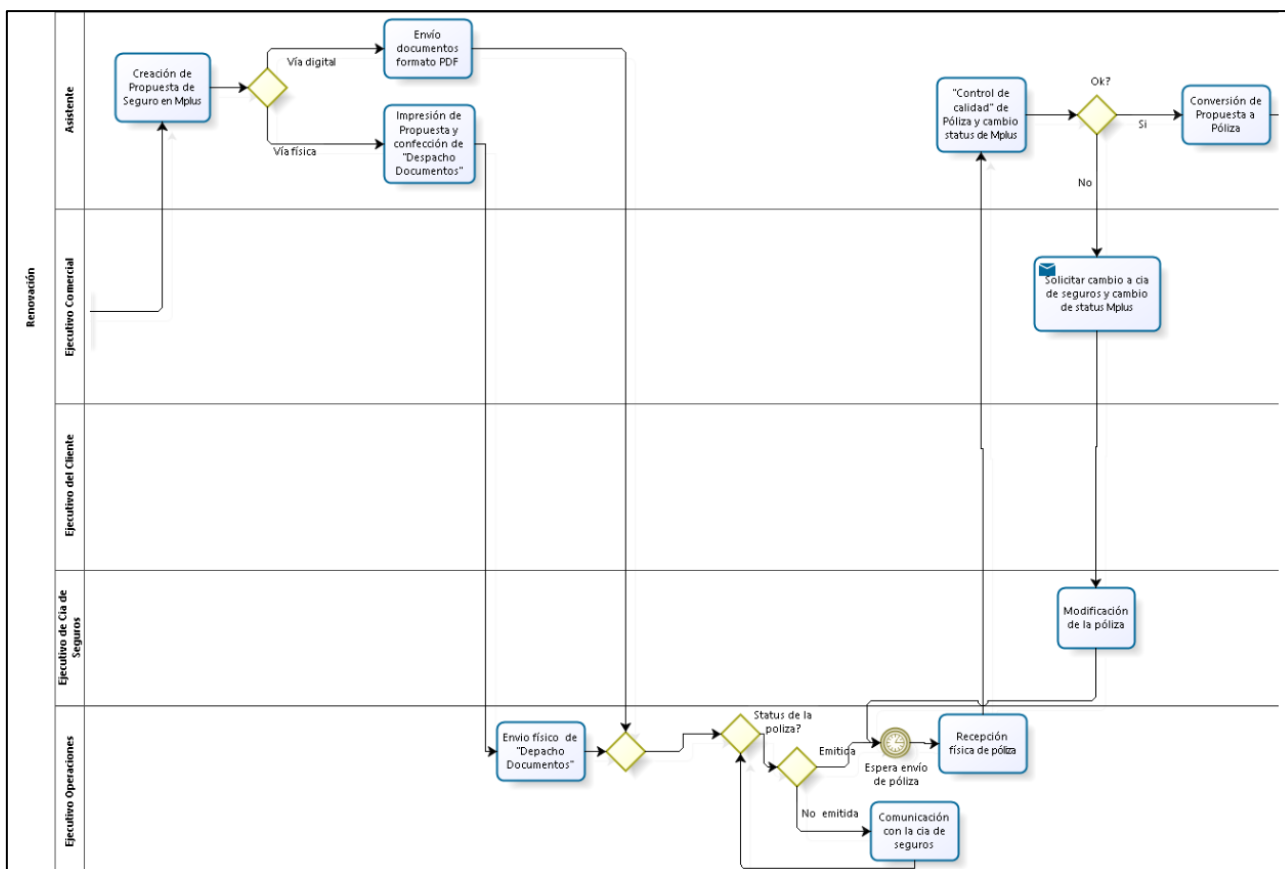 Renovación
Asistente
Creación de
Propuesta de
Seguro en Mplus
Vía digital
Envío
documentos
formato PDF
Vía física
Impresión de
Propuesta y
confección de
"Despacho
Documentos"
"Control de
calidad" de
Póliza y cambio
status de Mplus
Ok?
Si
No
Conversión de
Propuesta a
Póliza
Ejecutivo Comercial
Solicitar cambio a cia
de seguros y cambio
de status Mplus
Ejecutivo del Cliente
Ejecutivo de Cia de
Seguros
Modificación
de la póliza
Ejecutivo Operaciones
Envio físico de
"Depacho
Documentos"
Status de la
poliza?
Emitida
No emitida
Espera envío
de póliza
Recepción
física de póliza
Comunicación
con la cia de
seguros